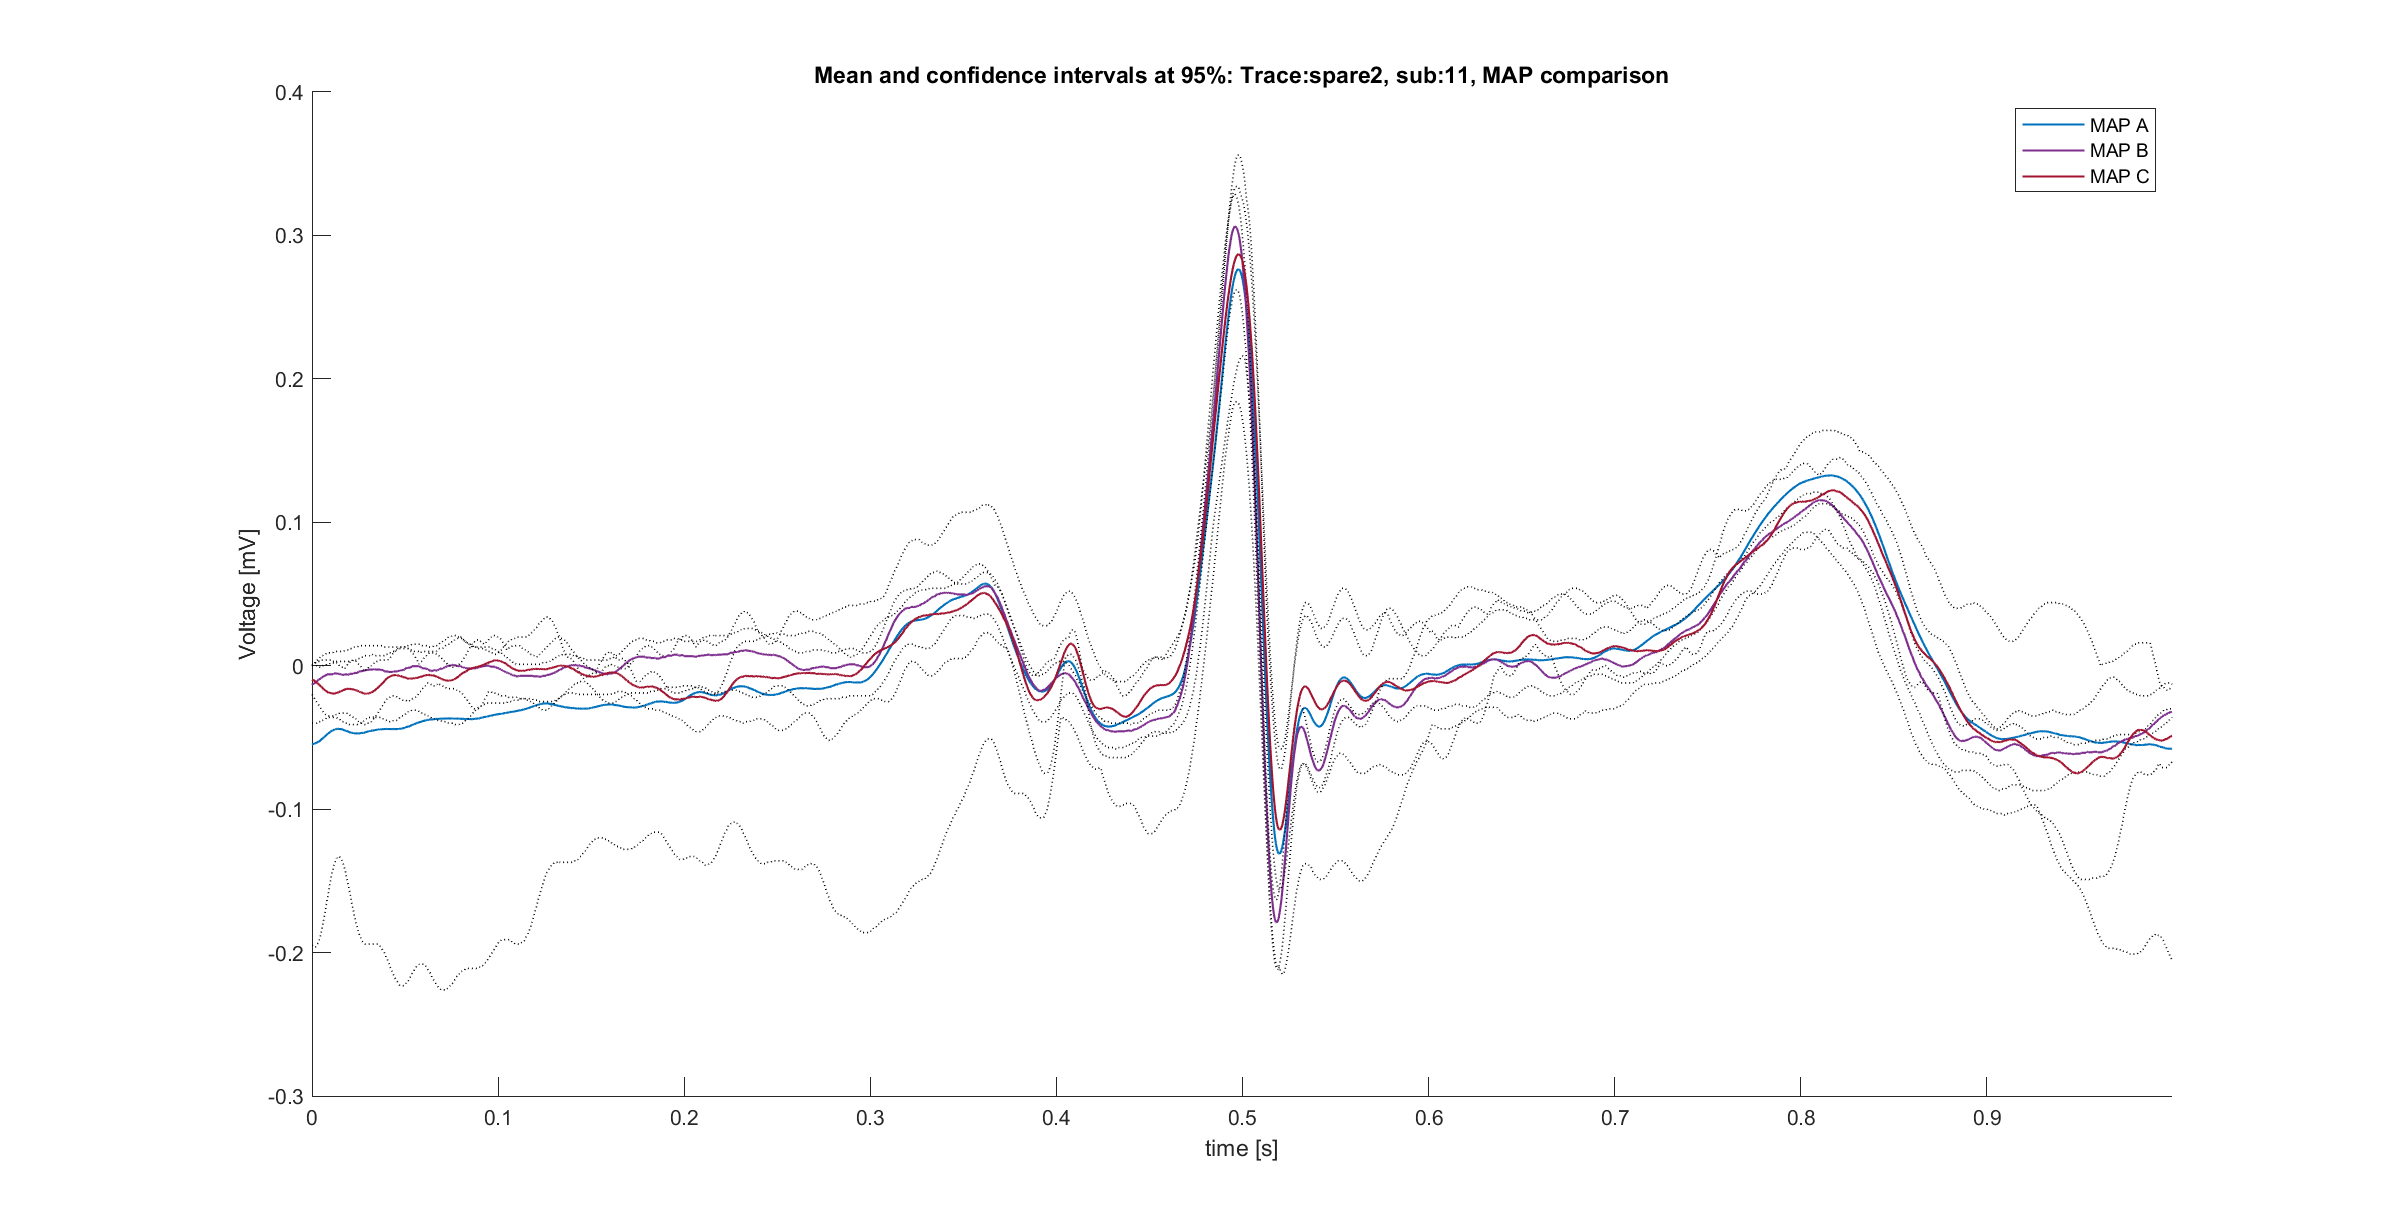 Mean and confidence intervals at 95%: Trace:spare2, sub:11, MAP comparison
MAP A
MAP B
MAP C
0.4
0.3
0.2
0.1
0
-0.1
-0.2
-0.3
Voltage [mV]
0 0.1 0.2 0.3 0.4 0.5 0.6 0.7 0.8 0.9
time [s]